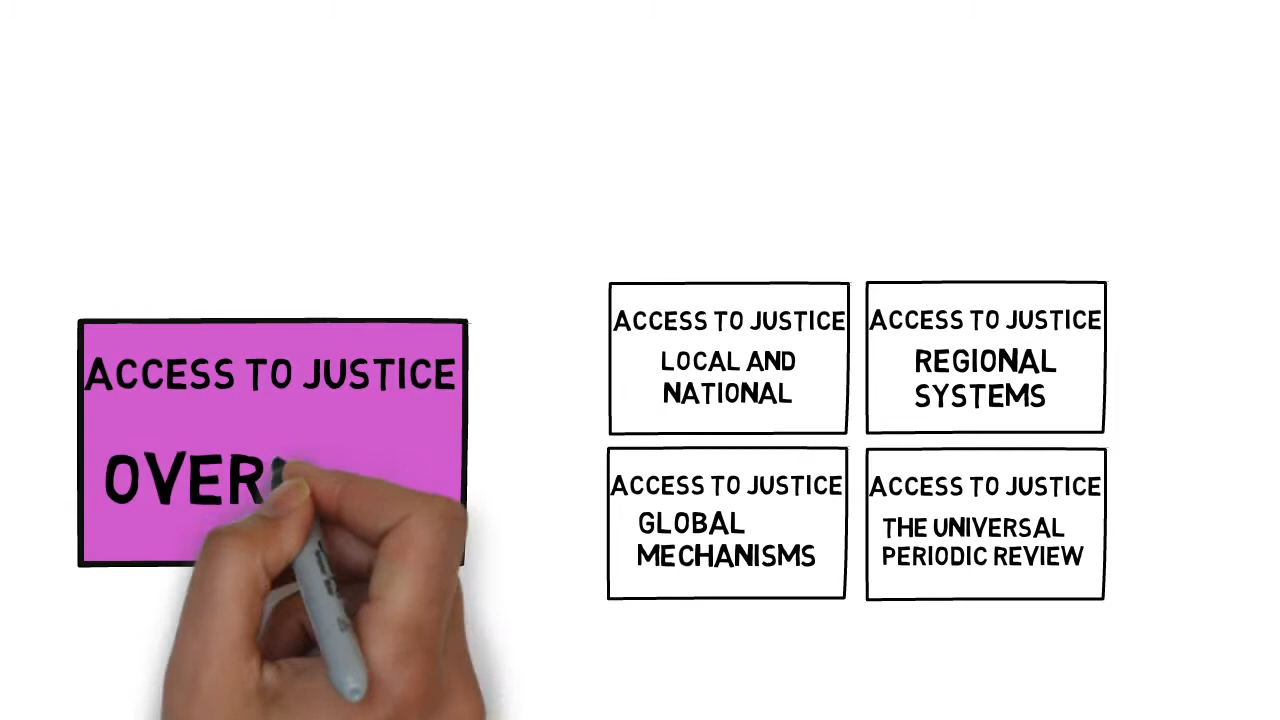 ACCESS TO JUSTICE
OVER
ACCESS TO JUSTICE
LOCAL AND
NATIONAL
ACCESS TO JUSTICE
REGIONAL
SYSTEMS
ACCESS TO JUSTICE
GLOBAL
MECHANISMS
ACCESS TO JUSTICE
THE UNIVERSAL
PERIODIC REVIEW